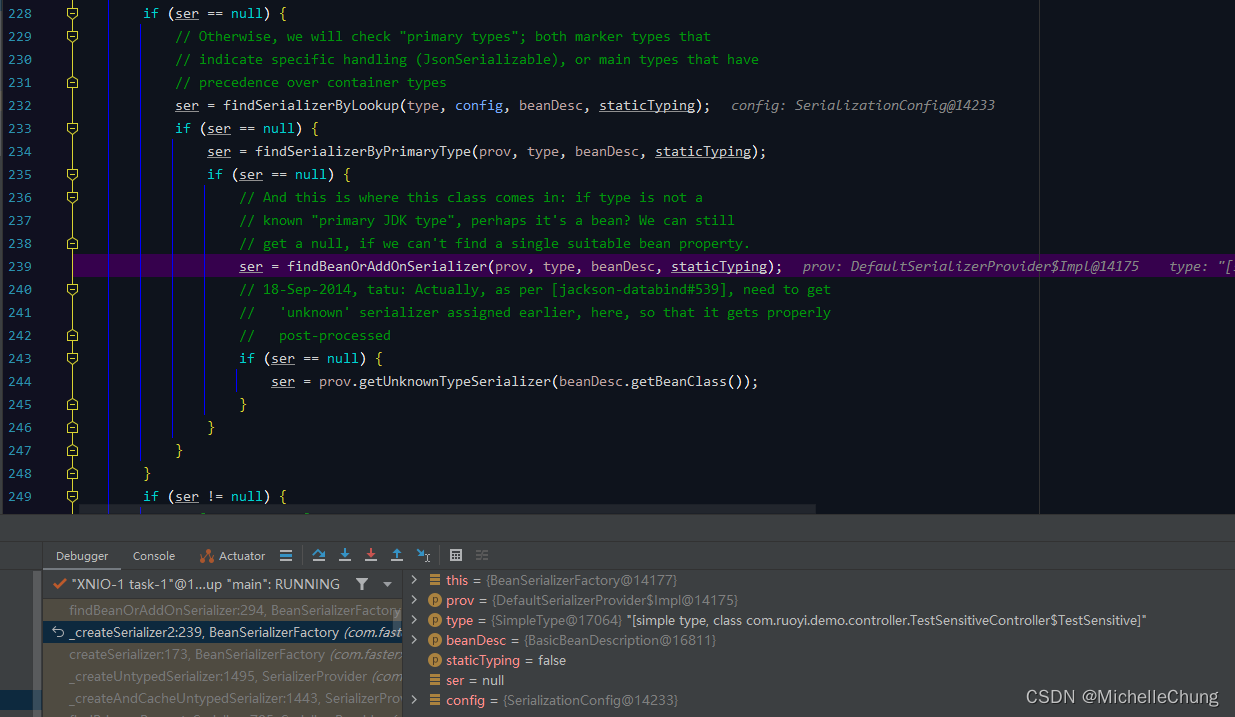 228 if (ser == null) {
229 // Otherwise, we will check "primary types"; both marker types that
230 // indicate specific handling (JsonSerializable), or main types that have
231 // precedence over container types
232 ser = findSerializerByLookup(type, config, beanDesc, staticTyping); config: SerializationConfig@14233
233 if (ser == null) {
234 ser = findSerializerByPrimaryType(prov, type, beanDesc, staticTyping);
235 if (ser == null) {
236 // And this is where this class comes in: if type is not a
237 // known "primary JDK type", perhaps it's a bean? We can still
238 // get a null, if we can't find a single suitable bean property.
239 ser = findBeanOrAddOnSerializer(prov, type, beanDesc, staticTyping); prov: DefaultSerializerProvider$Impl@14175 type: "[
240 // 18-Sep-2014, tatu: Actually, as per [jackson-databind#539], need to get
241 // 'unknown' serializer assigned earlier, here, so that it gets properly
242 // post-processed
243 if (ser == null) {
244 ser = prov.getUnknownTypeSerializer(beanDesc.getBeanClass());
245 }
246 }
247 }
248 }
249 if (ser != null) {
Debugger Console Actuator
"XNIO-1 task-1"@1...up "main": RUNNING
findBeanOrAddOnSerializer:294, BeanSerializerFactory
_createSerializer2:239, BeanSerializerFactory (com.fast
createSerializer:173, BeanSerializerFactory (com.faster
_createUntypedSerializer:1495, SerializerProvider (com
_createAndCacheUntypedSerializer:1443, SerializerPro
this = {BeanSerializerFactory@14177}
prov = {DefaultSerializerProvider$Impl@14175}
type = {SimpleType@17064} "[simple type, class com.ruoyi.demo.controller.TestSensitiveController$TestSensitive]"
beanDesc = {BasicBeanDescription@16811}
staticTyping = false
ser = null
config = {SerializationConfig@14233}
CSDN @MichelleChung